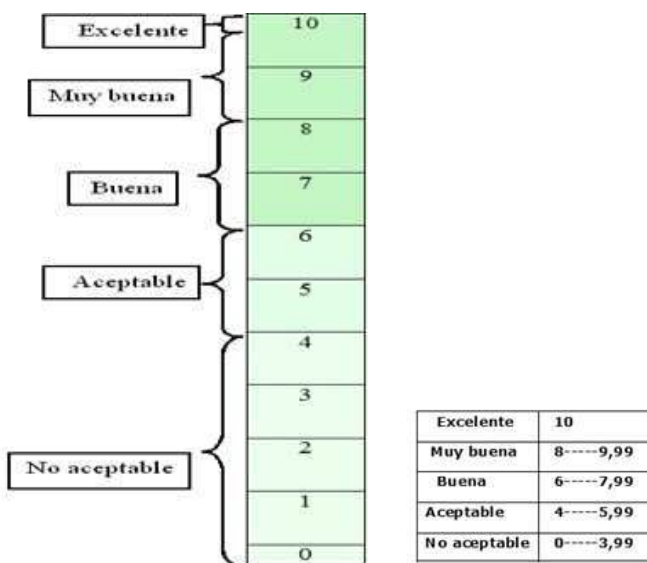 Excelente
10
9
Muy buena
8
Buena
7
6
Aceptable
5
4
3
No aceptable
2
1
0
Excelente 10
Muy buena 8-----9,99
Buena 6-----7,99
Aceptable 4-----5,99
No aceptable 0-----3,99